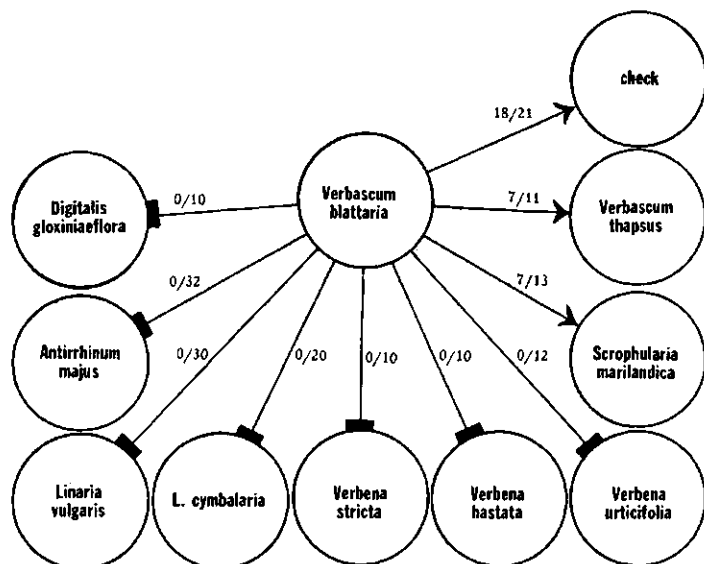 check
18/21
Digitalis
gloxiniaeflora
0/10
Verbascum
blattaria
7/11
Verbascum
thapsus
0/32
7/13
Antirrhinum
majus
0/30
0/20
0/10
0/10
0/12
Scrophularia
marilandica
Linaria
vulgaris
L. cymbalaria
Verbena
stricta
Verbena
hastata
Verbena
urticifolia